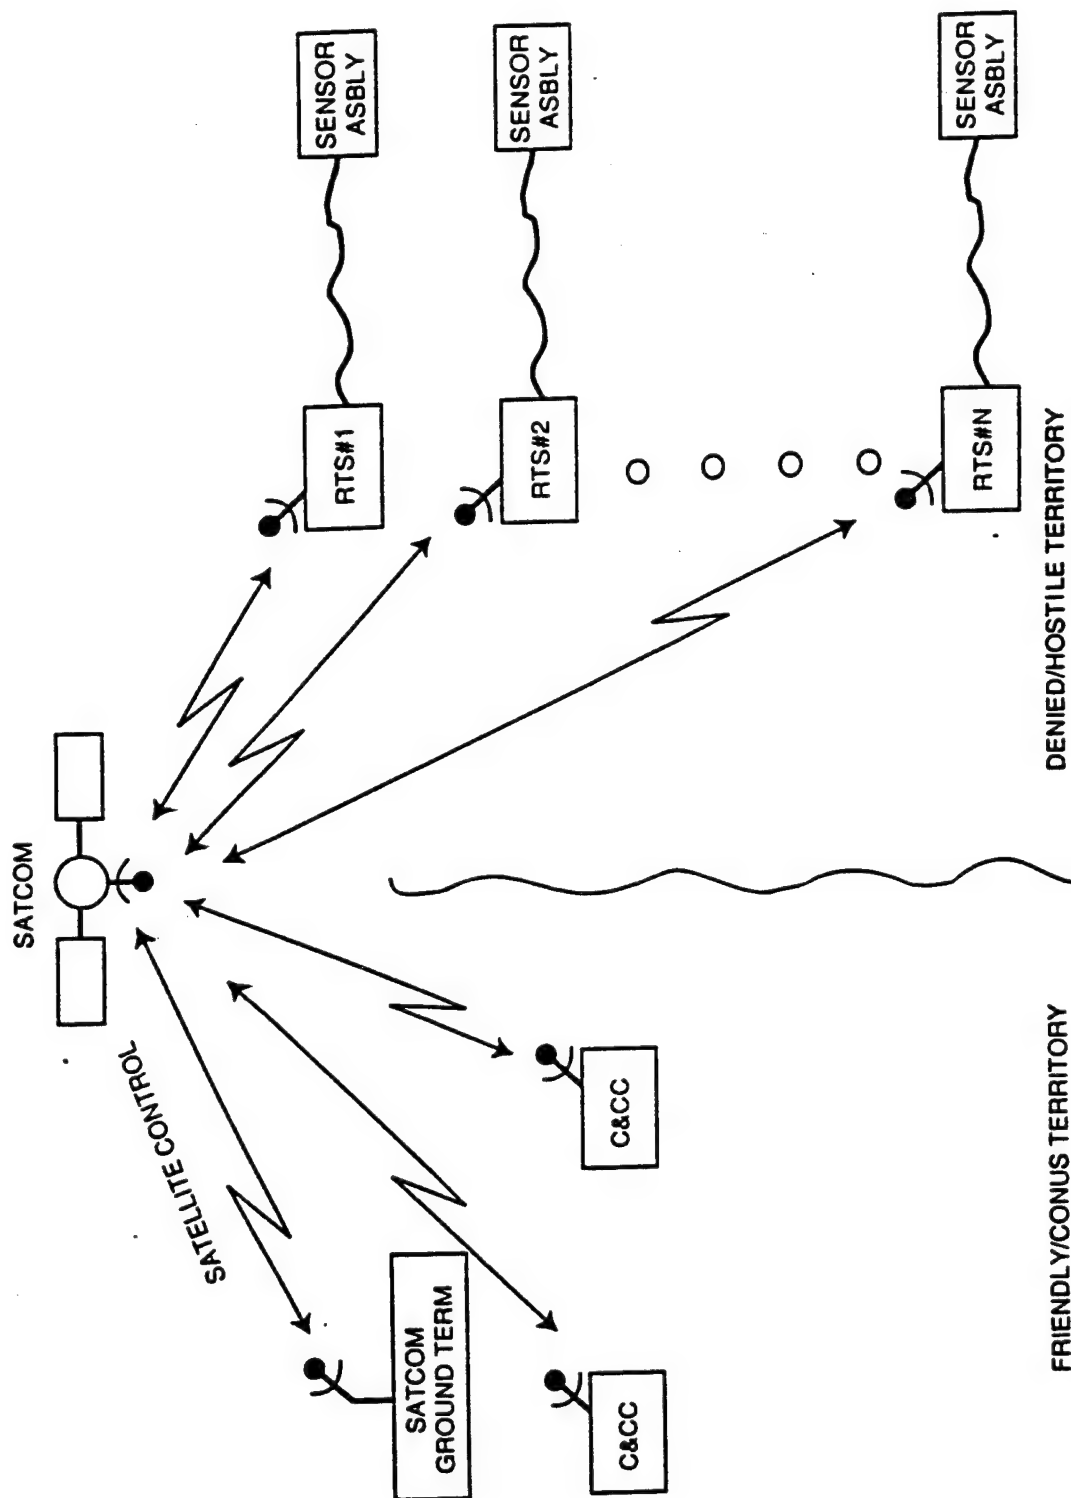 SATCOM
SATELLITE CONTROL
SATCOM
GROUND TERM
C&CC
C&CC
RTS#1
SENSOR
ASBLY
RTS#2
SENSOR
ASBLY
RTS#N
SENSOR
ASBLY
FRIENDLY/CONUS TERRITORY
DENIED/HOSTILE TERRITORY